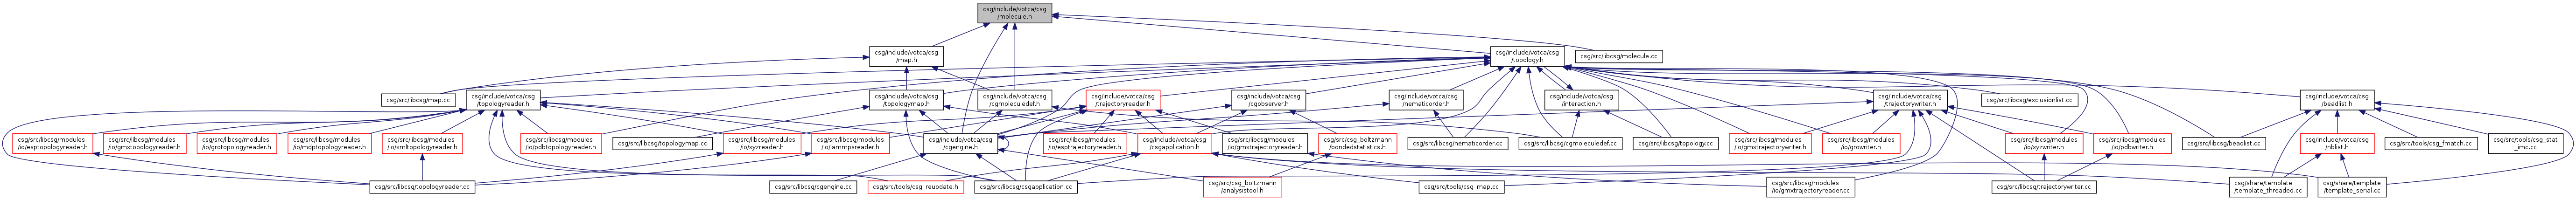 csg/include/votca/csg
/molecule.h
csg/include/votca/csg
/map.h
csg/include/votca/csg
/topology.h
csg/src/libcsg/molecule.cc
csg/src/libcsg/map.cc
csg/include/votca/csg
/topologyreader.h
csg/include/votca/csg
/topologymap.h
csg/include/votca/csg
/cgmoleculedef.h
csg/include/votca/csg
/trajectoryreader.h
csg/include/votca/csg
/cgobserver.h
csg/include/votca/csg
/nematicorder.h
csg/include/votca/csg
/interaction.h
csg/include/votca/csg
/trajectorywriter.h
csg/src/libcsg/exclusionlist.cc
csg/include/votca/csg
/beadlist.h
csg/src/libcsg/modules
/io/esptopologyreader.h
csg/src/libcsg/modules
/io/gmxtopologyreader.h
csg/src/libcsg/modules
/io/grotopologyreader.h
csg/src/libcsg/modules
/io/mdptopologyreader.h
csg/src/libcsg/modules
/io/xmltopologyreader.h
csg/src/libcsg/modules
/io/pdbtopologyreader.h
csg/src/libcsg/topologymap.cc
csg/src/libcsg/modules
/io/xyzreader.h
csg/src/libcsg/modules
/io/lammpsreader.h
csg/include/votca/csg
/cgengine.h
csg/src/libcsg/modules
/io/esptrajectoryreader.h
csg/include/votca/csg
/csgapplication.h
csg/src/libcsg/modules
/io/gmxtrajectoryreader.h
csg/src/csg_boltzmann
/bondedstatistics.h
csg/src/libcsg/nematicorder.cc
csg/src/libcsg/cgmoleculedef.cc
csg/src/libcsg/topology.cc
csg/src/libcsg/modules
/io/gmxtrajectorywriter.h
csg/src/libcsg/modules
/io/growriter.h
csg/src/libcsg/modules
/io/xyzwriter.h
csg/src/libcsg/modules
/io/pdbwriter.h
csg/src/libcsg/beadlist.cc
csg/include/votca/csg
/nblist.h
csg/src/tools/csg_fmatch.cc
csg/src/tools/csg_stat
_imc.cc
csg/src/libcsg/topologyreader.cc
csg/src/libcsg/cgengine.cc
csg/src/tools/csg_reupdate.h
csg/src/libcsg/csgapplication.cc
csg/src/csg_boltzmann
/analysistool.h
csg/src/tools/csg_map.cc
csg/src/libcsg/modules
/io/gmxtrajectoryreader.cc
csg/src/libcsg/trajectorywriter.cc
csg/share/template
/template_threaded.cc
csg/share/template
/template_serial.cc